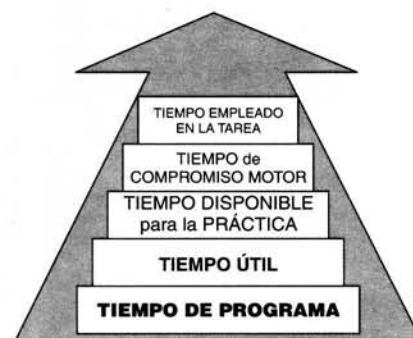 TIEMPO EMPLEADO
EN LA TAREA
TIEMPO de
COMPROMISO MOTOR
TIEMPO DISPONIBLE
para la PRÁCTICA
TIEMPO ÚTIL
TIEMPO DE PROGRAMA